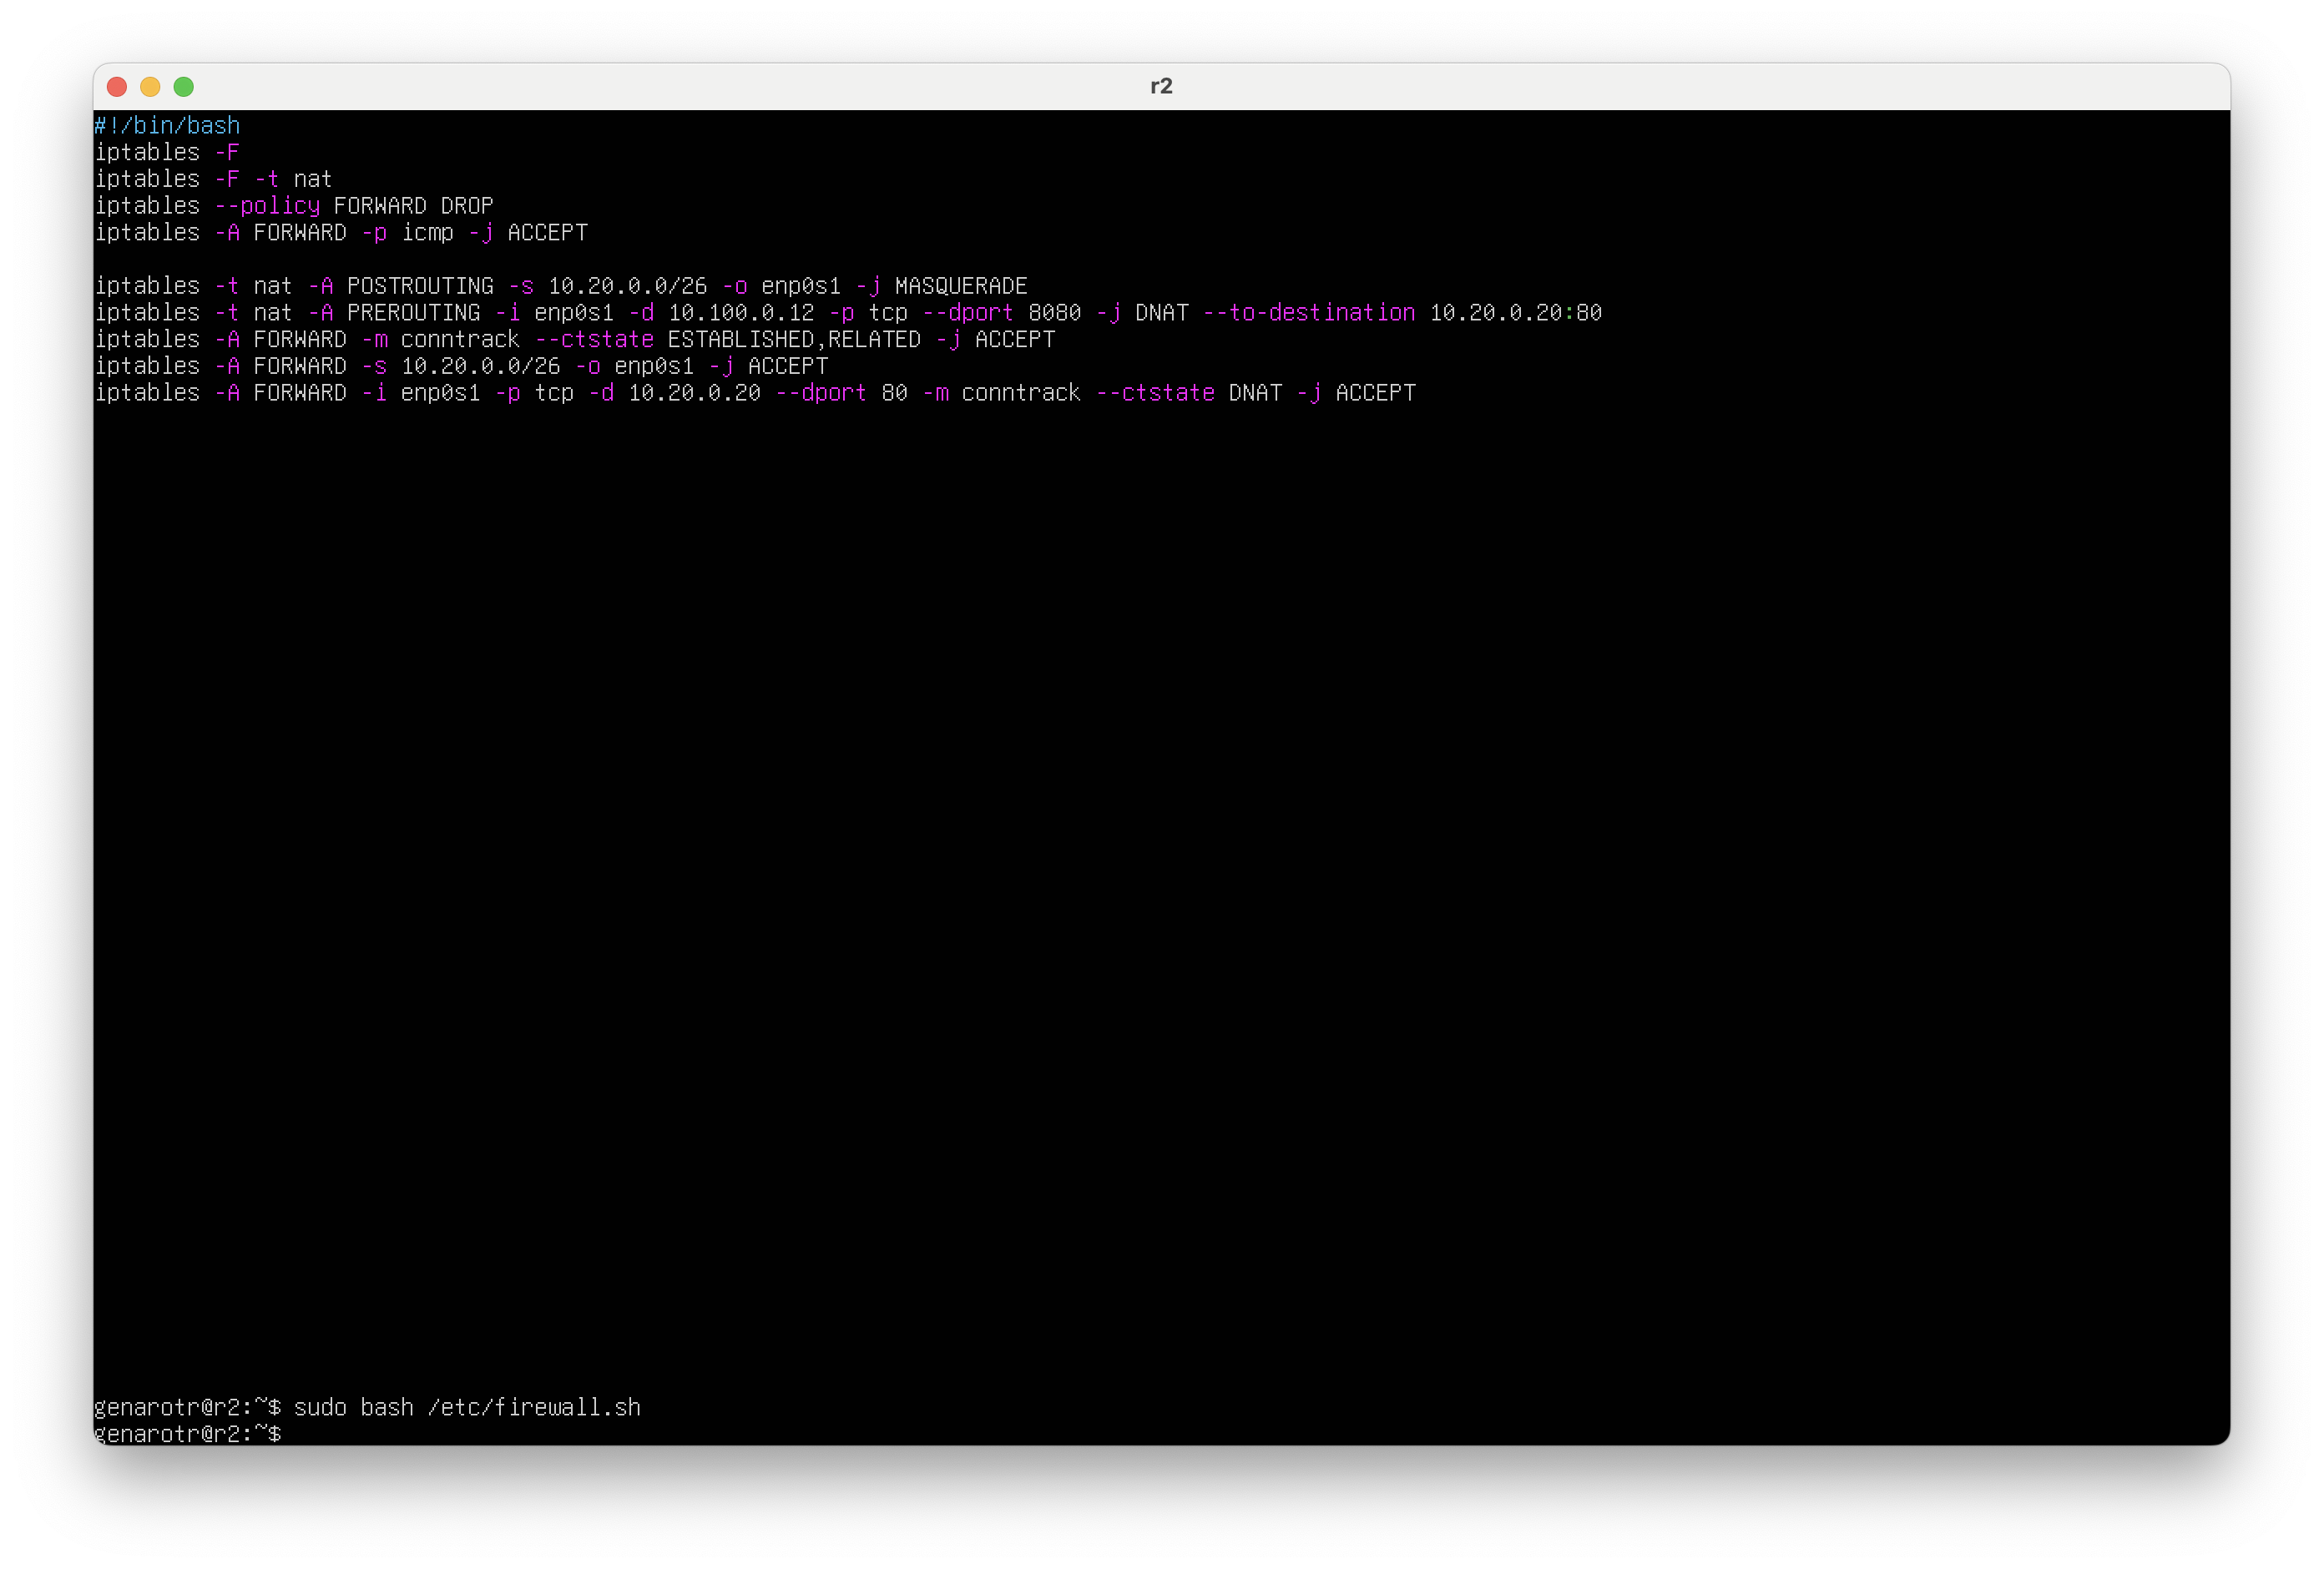 r2
#!/bin/bash
iptables -F
iptables -F -t nat
iptables --policy FORWARD DROP
iptables -A FORWARD -p icmp -j ACCEPT
iptables -t nat -A POSTROUTING -s 10.20.0.0/26 -o enp0s1 -j MASQUERADE
iptables -t nat -A PREROUTING -i enp0s1 -d 10.100.0.12 -p tcp --dport 8080 -j DNAT --to-destination 10.20.0.20:80
iptables -A FORWARD -m conntrack --ctstate ESTABLISHED,RELATED -j ACCEPT
iptables -A FORWARD -s 10.20.0.0/26 -o enp0s1 -j ACCEPT
iptables -A FORWARD -i enp0s1 -p tcp -d 10.20.0.20 --dport 80 -m conntrack --ctstate DNAT -j ACCEPT
genarotr@r2:~$ sudo bash /etc/firewall.sh
genarotr@r2:~$